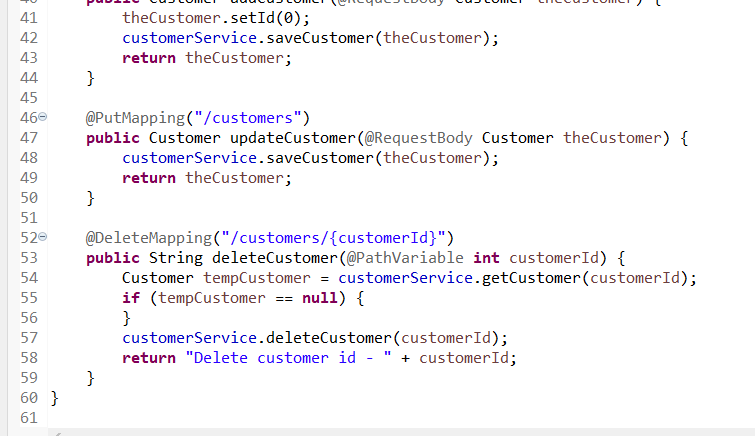 41 theCustomer.setId(0);
42 customerService.saveCustomer(theCustomer);
43 return theCustomer;
44 }
45
46 @PutMapping("/customers")
47 public Customer updateCustomer(@RequestBody Customer theCustomer) {
48 customerService.saveCustomer(theCustomer);
49 return theCustomer;
50 }
51
52 @DeleteMapping("/customers/{customerId}")
53 public String deleteCustomer(@PathVariable int customerId) {
54 Customer tempCustomer = customerService.getCustomer(customerId);
55 if (tempCustomer == null) {
56 }
57 customerService.deleteCustomer(customerId);
58 return "Delete customer id - " + customerId;
59 }
60 }
61